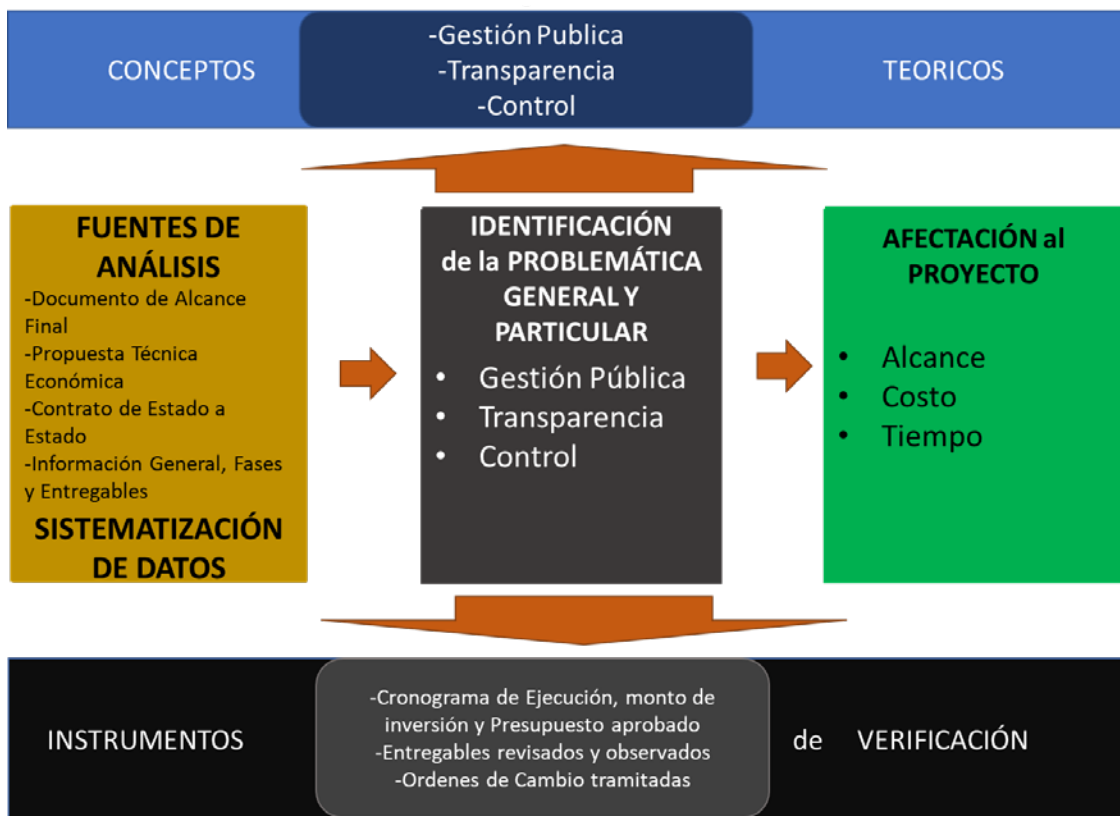 CONCEPTOS
-Gestión Publica
-Transparencia
-Control
TEORICOS
FUENTES DE
ANÁLISIS
-Documento de Alcance
Final
-Propuesta Técnica
Económica
-Contrato de Estado a
Estado
-Información General, Fases
y Entregables
SISTEMATIZACIÓN
DE DATOS
IDENTIFICACIÓN
de la PROBLEMÁTICA
GENERAL Y
PARTICULAR
• Gestión Pública
• Transparencia
• Control
AFECTACIÓN al
PROYECTO
• Alcance
• Costo
• Tiempo
INSTRUMENTOS
-Cronograma de Ejecución, monto de
inversión y Presupuesto aprobado
-Entregables revisados y observados
-Ordenes de Cambio tramitadas
de VERIFICACIÓN